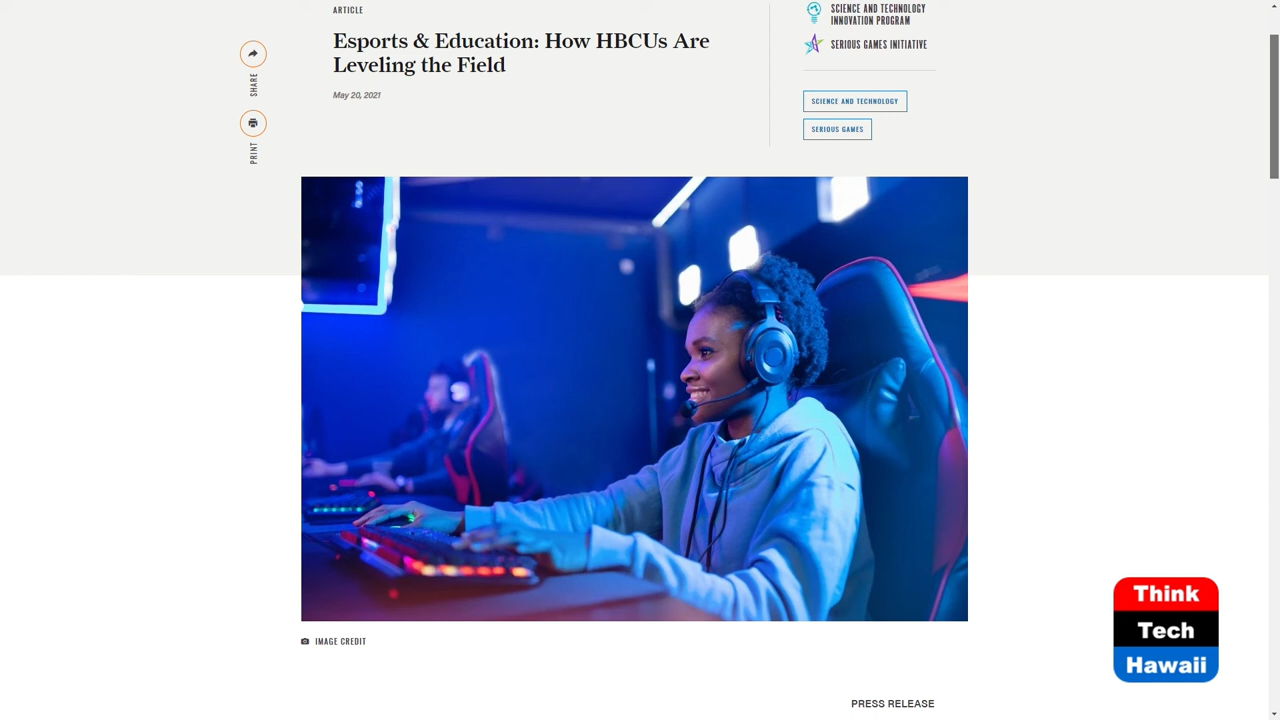 ARTICLE
Esports & Education: How HBCUs Are
Leveling the Field
May 20, 2021
SHARE
PRINT
SCIENCE AND TECHNOLOGY
INNOVATION PROGRAM
SERIOUS GAMES INITIATIVE
SCIENCE AND TECHNOLOGY
SERIOUS GAMES
IMAGE CREDIT
PRESS RELEASE
Think
Tech
Hawaii